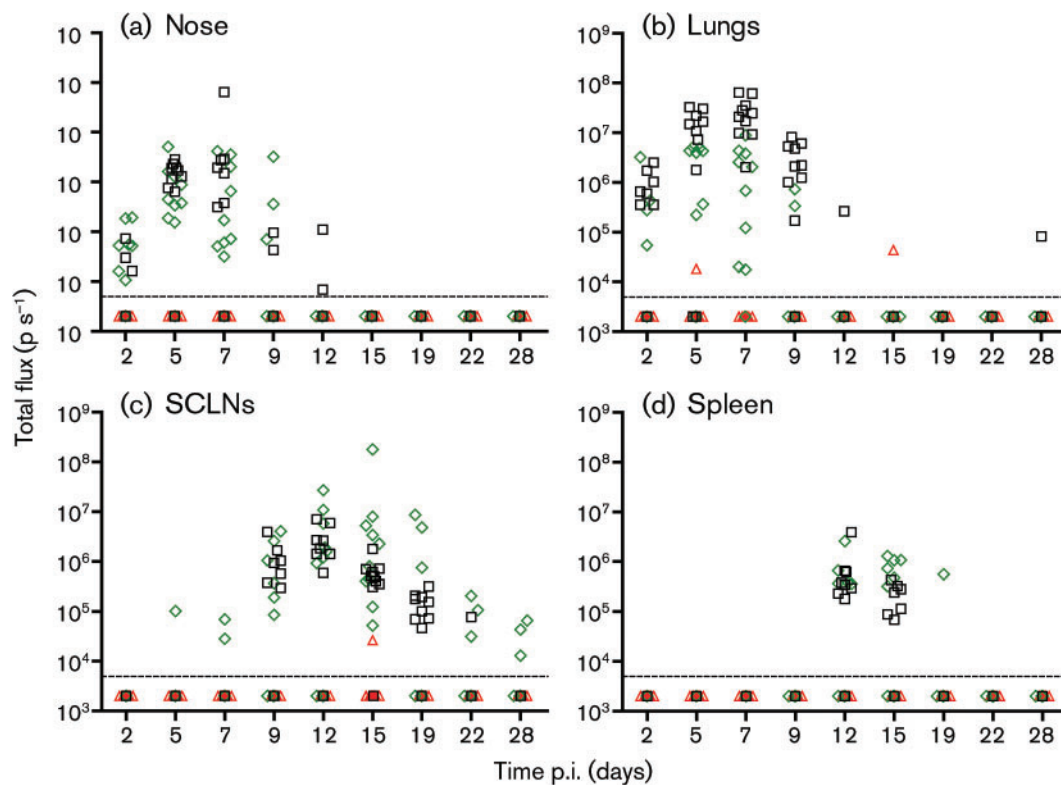 (a) Nose
(b) Lungs
10
10
10
10
10
10
10
2 5 7 9 12 15 19 22 28
10⁹
10⁸
10⁷
10⁶
10⁵
10⁴
10³
2 5 7 9 12 15 19 22 28
Total flux (p s⁻¹)
(c) SCLNs
(d) Spleen
10⁹
10⁸
10⁷
10⁶
10⁵
10⁴
10³
2 5 7 9 12 15 19 22 28
10⁹
10⁸
10⁷
10⁶
10⁵
10⁴
10³
2 5 7 9 12 15 19 22 28
Time p.i. (days)